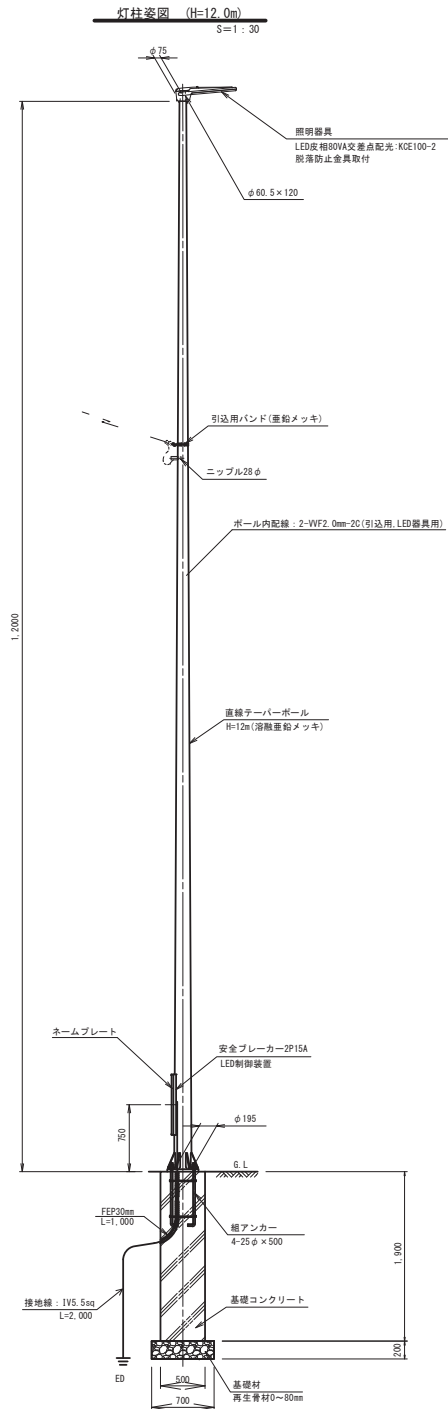 灯柱姿図 (H=12.0m)
S=1：30
φ75
照明器具
LED皮相80VA交差点配光:KCE100-2
脱落防止金具取付
φ60.5×120
引込用バンド(亜鉛メッキ)
ニップル28φ
ポール内配線：2-VVF2.0mm-2C(引込用,LED器具用)
1,2000
直線テーパーポール
H=12m(溶融亜鉛メッキ)
ネームプレート
安全ブレーカー2P15A
LED制御装置
750
φ195
G.L
FEP30mm
L=1,000
組アンカー
4-25φ×500
1,900
接地線：IV5.5sq
L=2,000
基礎コンクリート
200
ED
500
基礎材
再生骨材0～80mm
700